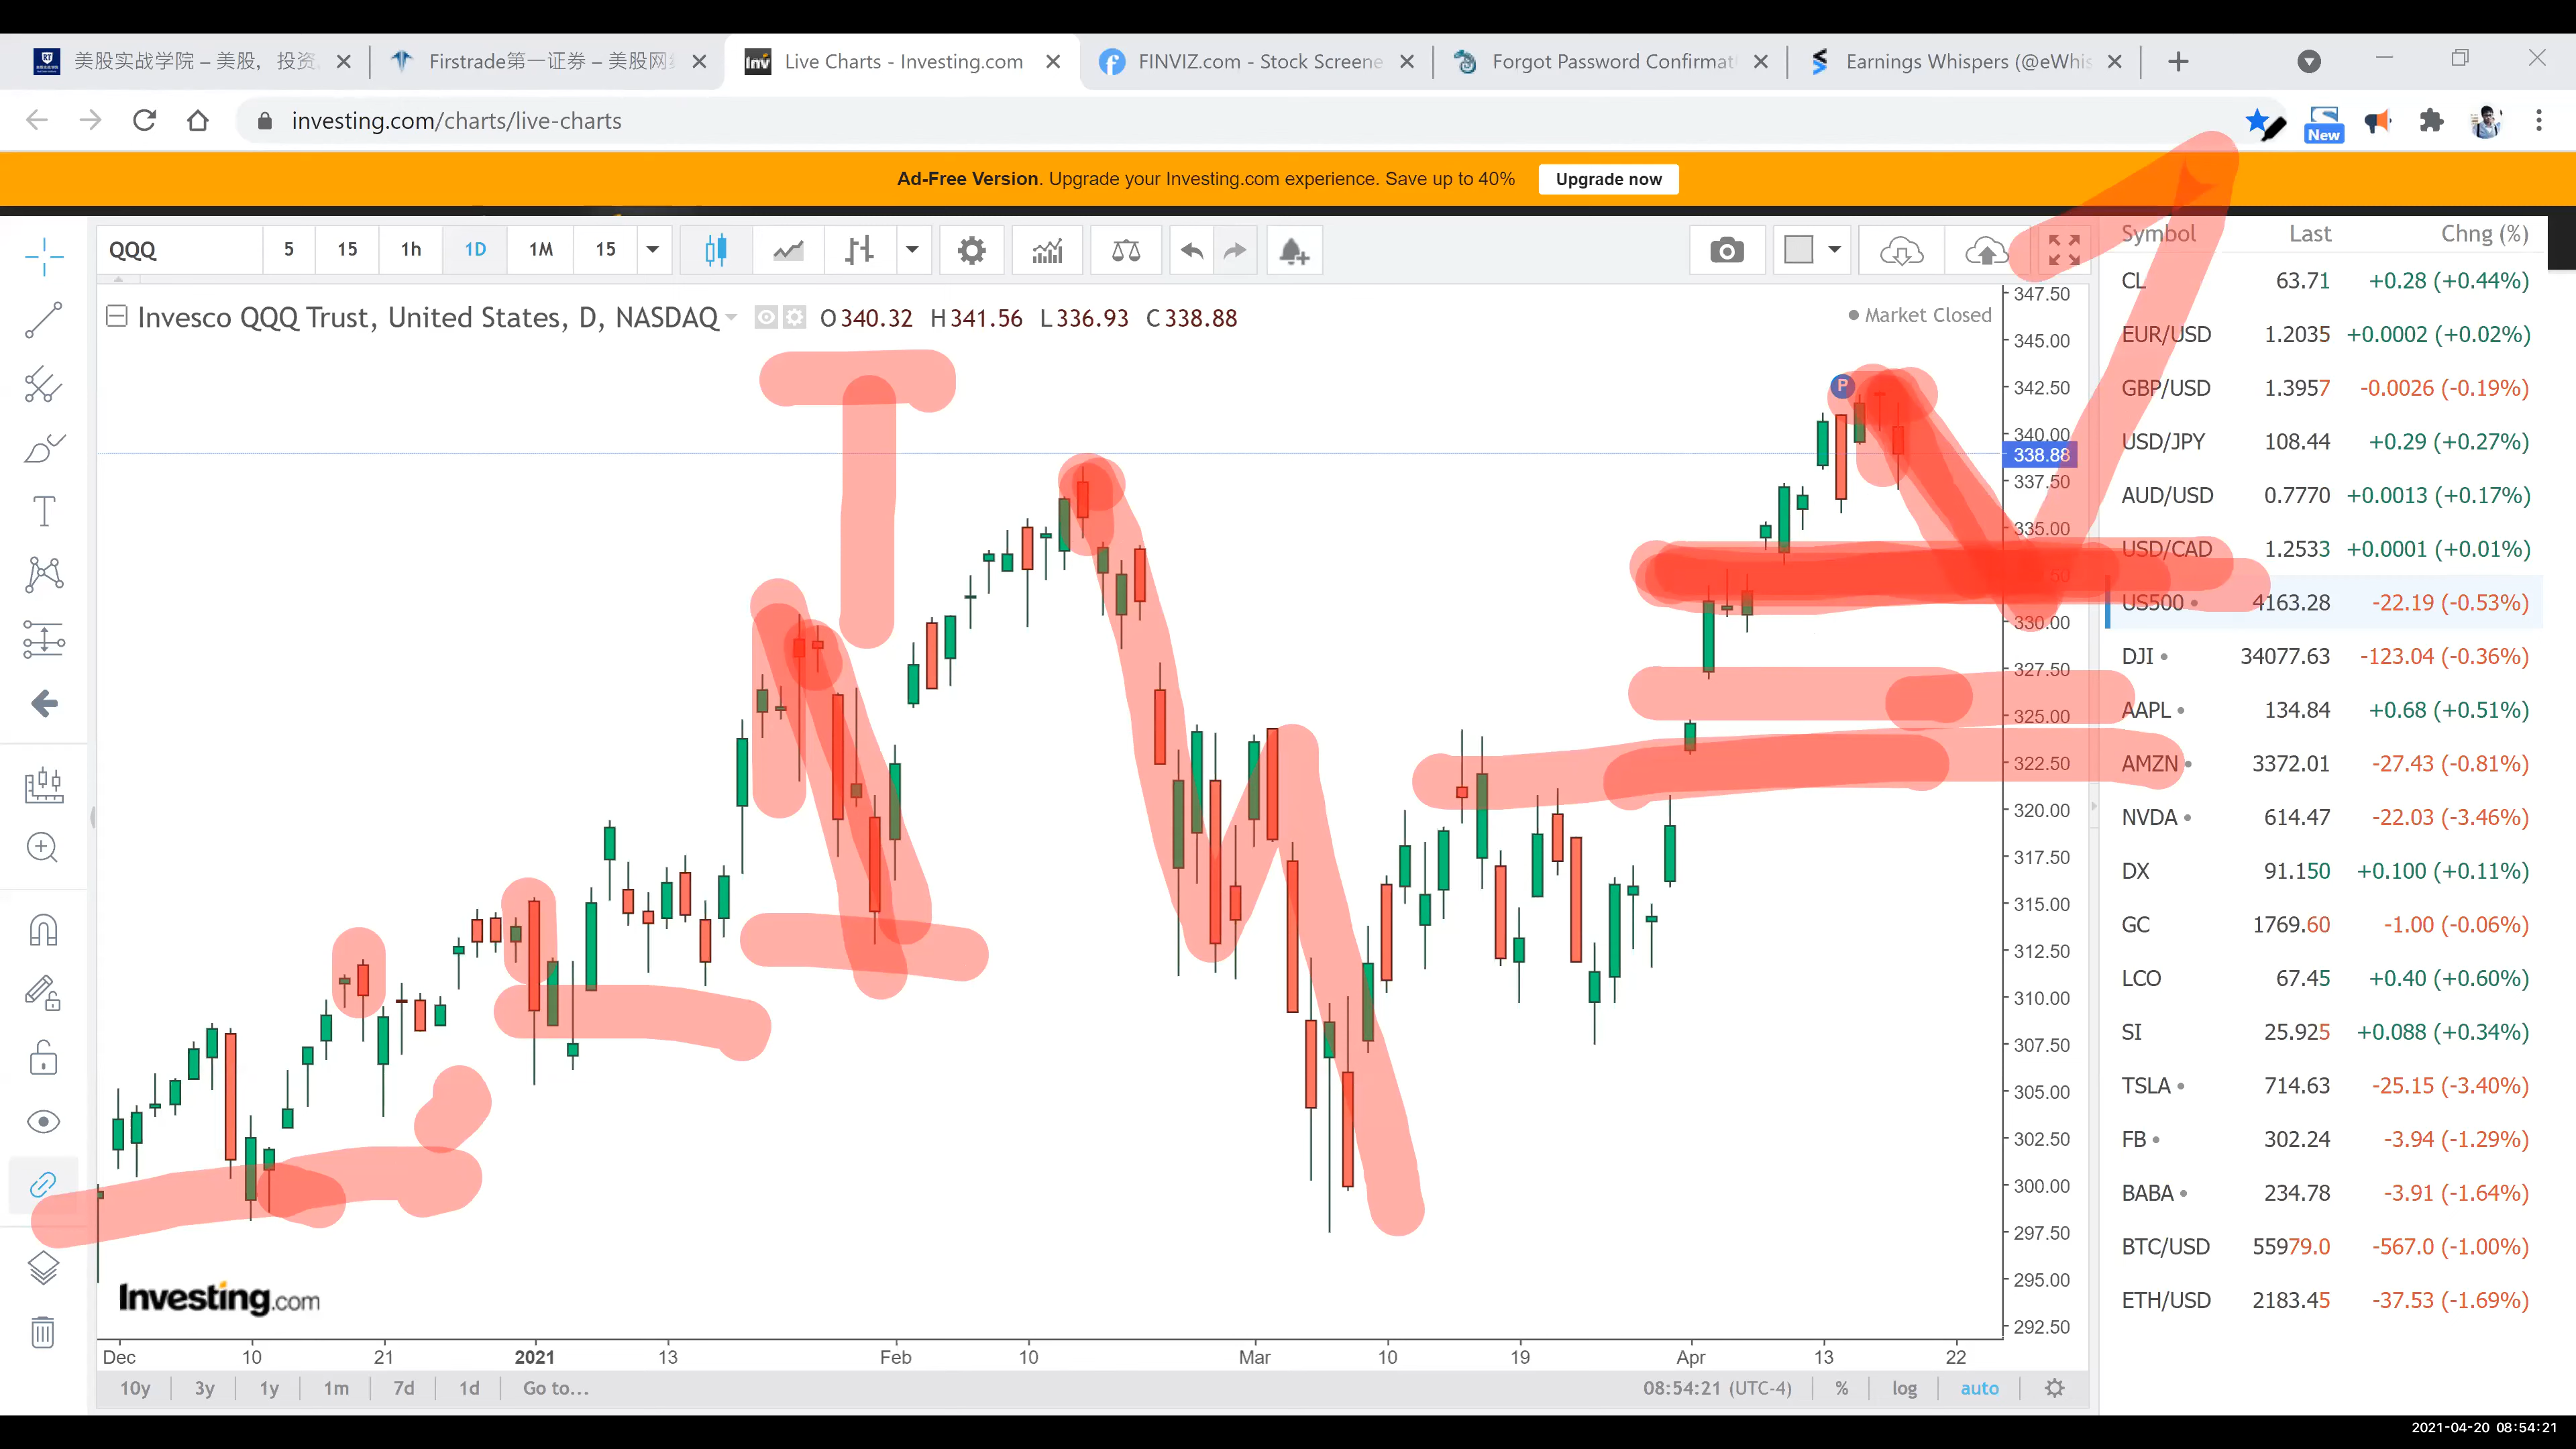 美股实战学院 – 美股，投资
Firstrade第一证券 – 美股网
Live Charts - Investing.com
FINVIZ.com - Stock Screene
Forgot Password Confirmat
Earnings Whispers (@eWhis
investing.com/charts/live-charts
New
Ad-Free Version. Upgrade your Investing.com experience. Save up to 40%
Upgrade now
QQQ 5 15 1h 1D 1M 15
Invesco QQQ Trust, United States, D, NASDAQ O340.32 H341.56 L336.93 C338.88
Market Closed
P
347.50
345.00
342.50
340.00
338.88
337.50
335.00
330.00
327.50
325.00
322.50
320.00
317.50
315.00
312.50
310.00
307.50
305.00
302.50
300.00
297.50
295.00
292.50
Symbol Last Chng (%)
CL 63.71 +0.28 (+0.44%)
EUR/USD 1.2035 +0.0002 (+0.02%)
GBP/USD 1.3957 -0.0026 (-0.19%)
USD/JPY 108.44 +0.29 (+0.27%)
AUD/USD 0.7770 +0.0013 (+0.17%)
USD/CAD 1.2533 +0.0001 (+0.01%)
US500 4163.28 -22.19 (-0.53%)
DJI 34077.63 -123.04 (-0.36%)
AAPL 134.84 +0.68 (+0.51%)
AMZN 3372.01 -27.43 (-0.81%)
NVDA 614.47 -22.03 (-3.46%)
DX 91.150 +0.100 (+0.11%)
GC 1769.60 -1.00 (-0.06%)
LCO 67.45 +0.40 (+0.60%)
SI 25.925 +0.088 (+0.34%)
TSLA 714.63 -25.15 (-3.40%)
FB 302.24 -3.94 (-1.29%)
BABA 234.78 -3.91 (-1.64%)
BTC/USD 55979.0 -567.0 (-1.00%)
ETH/USD 2183.45 -37.53 (-1.69%)
Investing.com
Dec 10 21 2021 13 Feb 10 Mar 10 19 Apr 13 22
10y 3y 1y 1m 7d 1d Go to...
08:54:21 (UTC-4) % log auto
2021-04-20 08:54:21